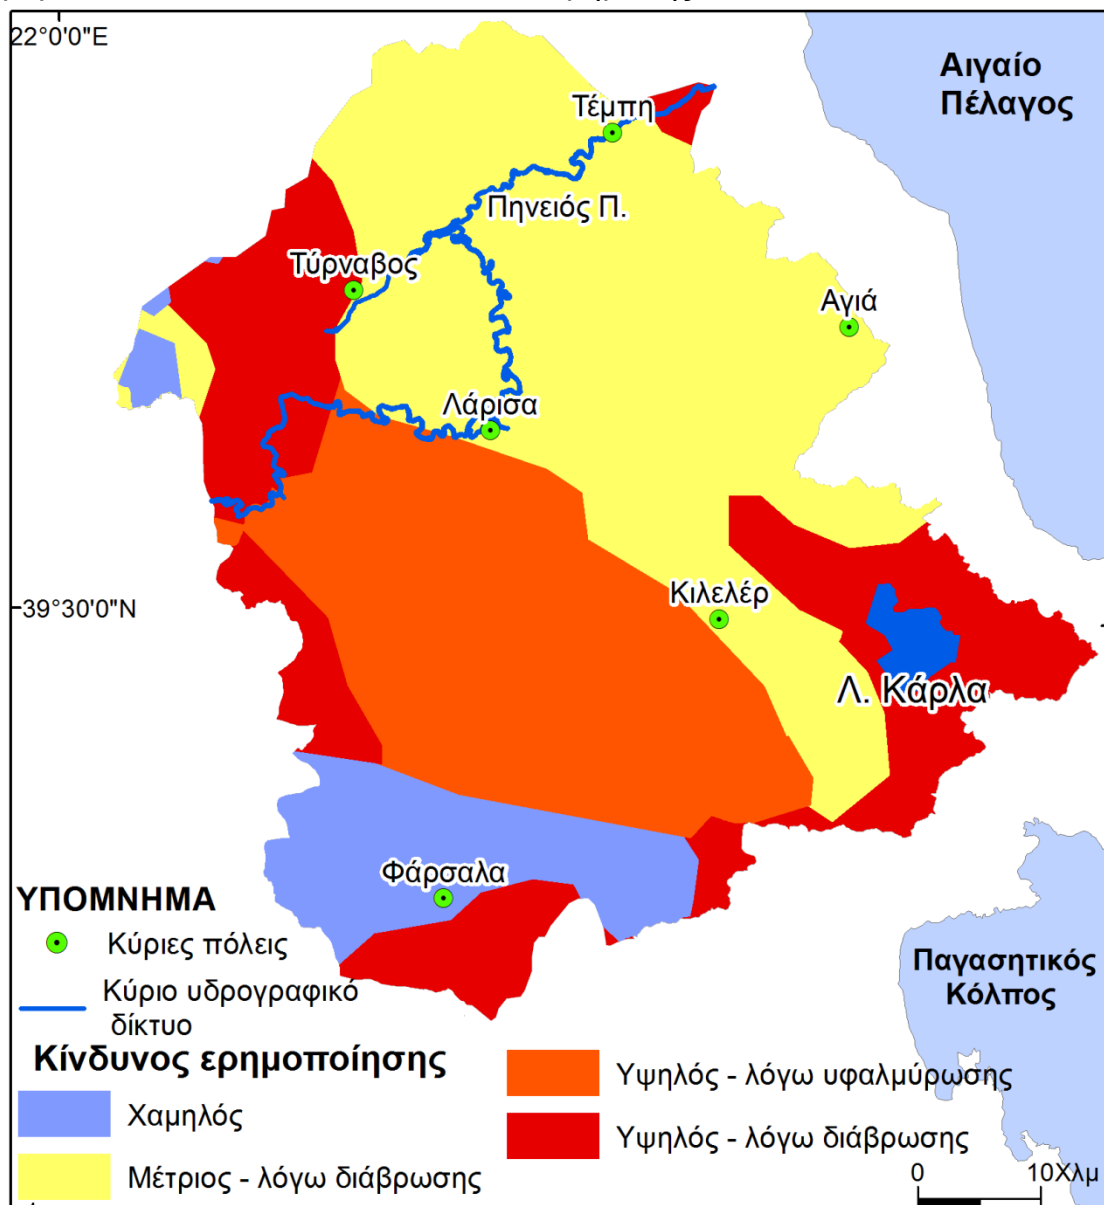 22°0'0"E
Αιγαίο
Πέλαγος
Τέμπη
Πηνειός Π.
Τύρναβος
Αγιά
Λάρισα
39°30'0"N
Κιλελέρ
Λ. Κάρλα
Φάρσαλα
Παγασητικός
Κόλπος
ΥΠΟΜΝΗΜΑ
Κύριες πόλεις
Κύριο υδρογραφικό
δίκτυο
Κίνδυνος ερημοποίησης
Χαμηλός
Μέτριος - λόγω διάβρωσης
Υψηλός - λόγω υφαλμύρωσης
Υψηλός - λόγω διάβρωσης
0 10Χλμ